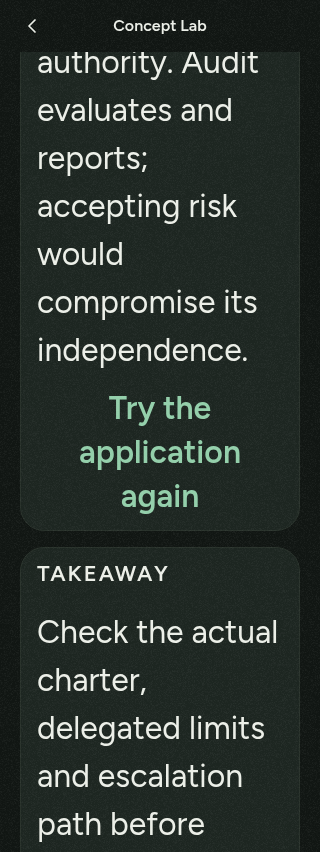 Concept Lab
authority. Audit
evaluates and
reports;
accepting risk
would
compromise its
independence.
Try the
application
again
TAKEAWAY
Check the actual
charter,
delegated limits
and escalation
path before